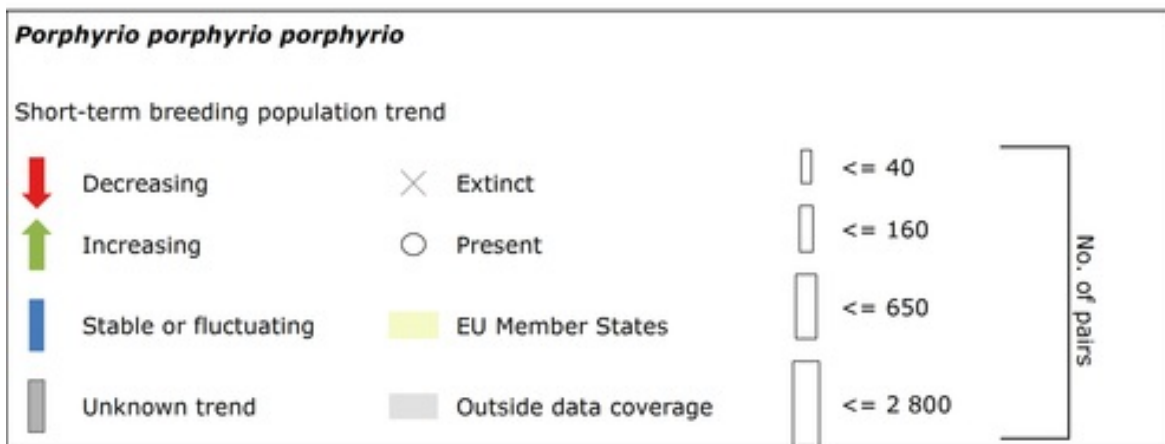 Porphyrio porphyrio porphyrio
Short-term breeding population trend
Decreasing
Increasing
Stable or fluctuating
Unknown trend
Extinct
Present
EU Member States
Outside data coverage
<= 40
<= 160
<= 650
<= 2 800
No. of pairs